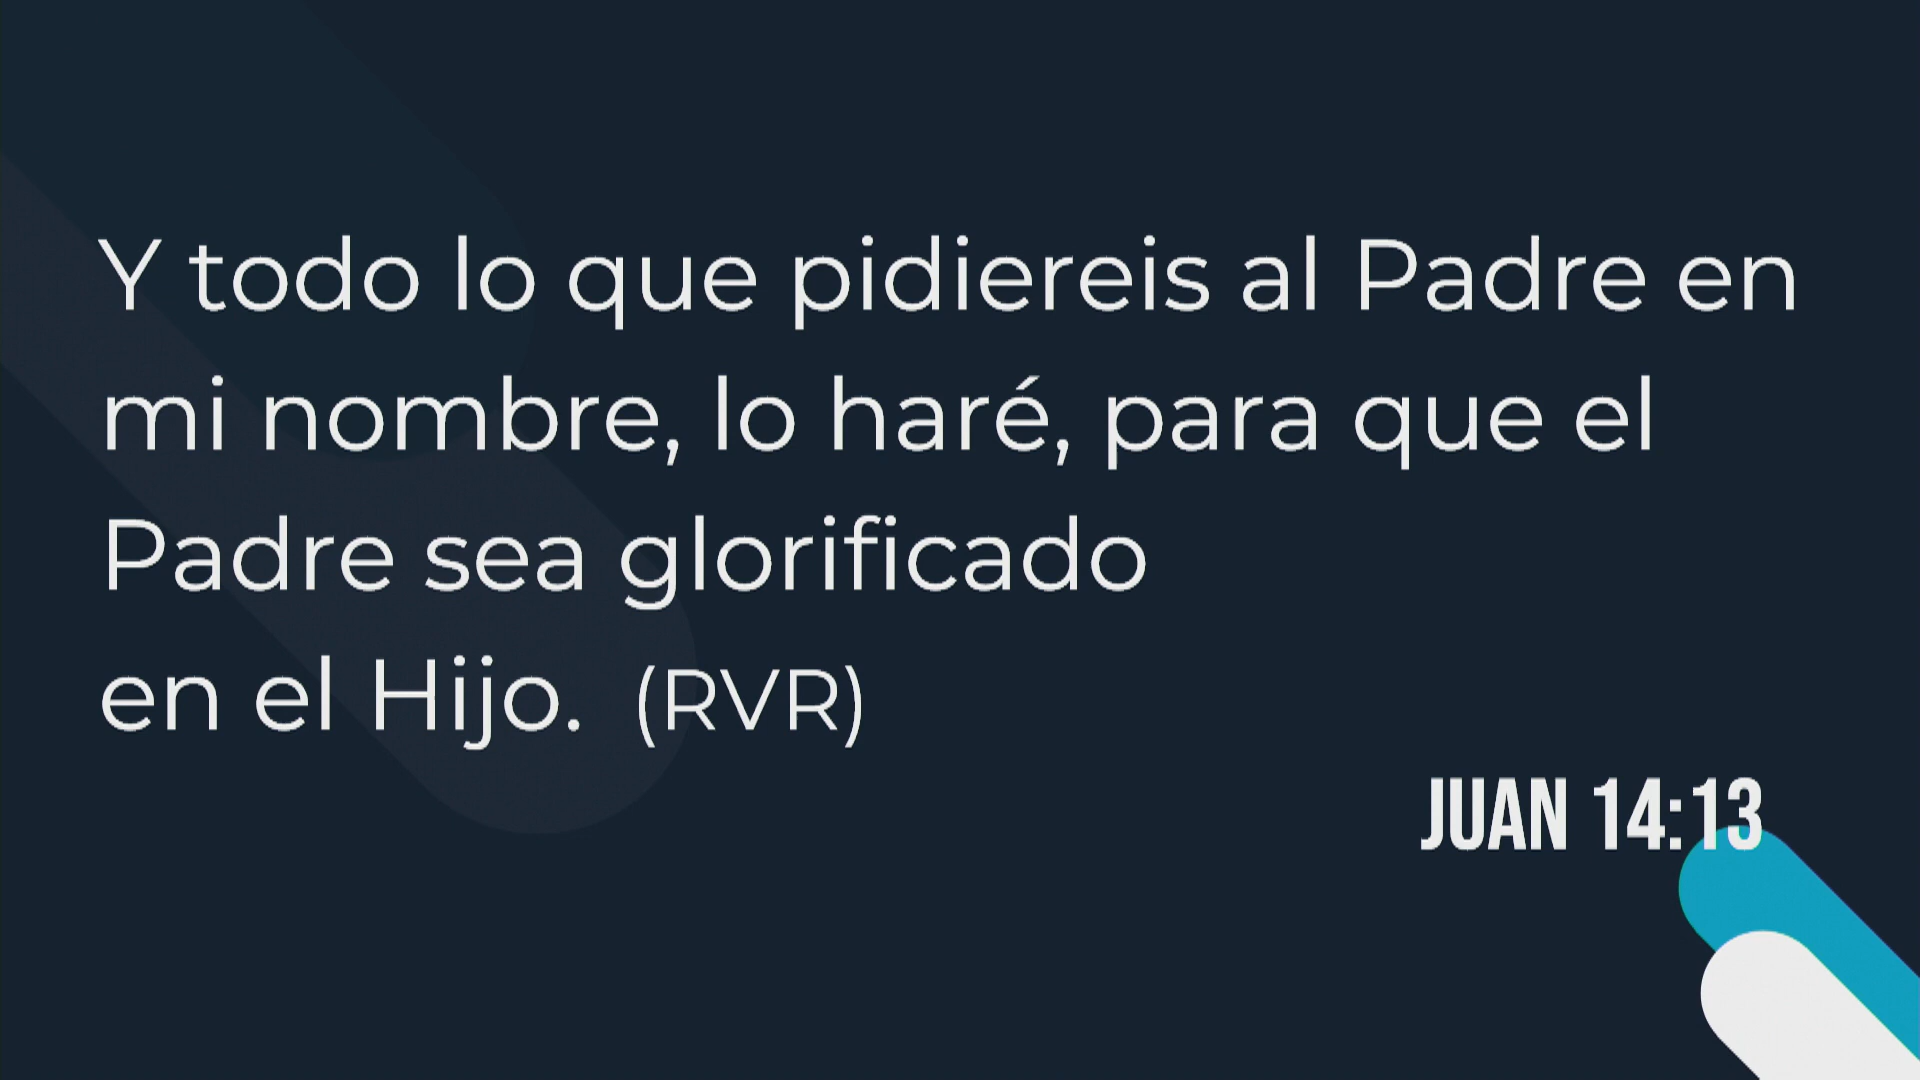 Y todo lo que pidiereis al Padre en
mi nombre, lo haré, para que el
Padre sea glorificado
en el Hijo. (RVR)
JUAN 14:13